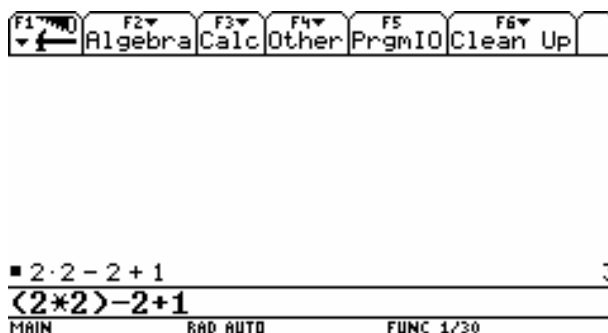 F1 F2 F3 F4 F5 F6
Algebra Calc Other PrgmIO Clean Up
2·2 - 2 + 1
(2*2)-2+1
MAIN RAD AUTO FUNC 1/30